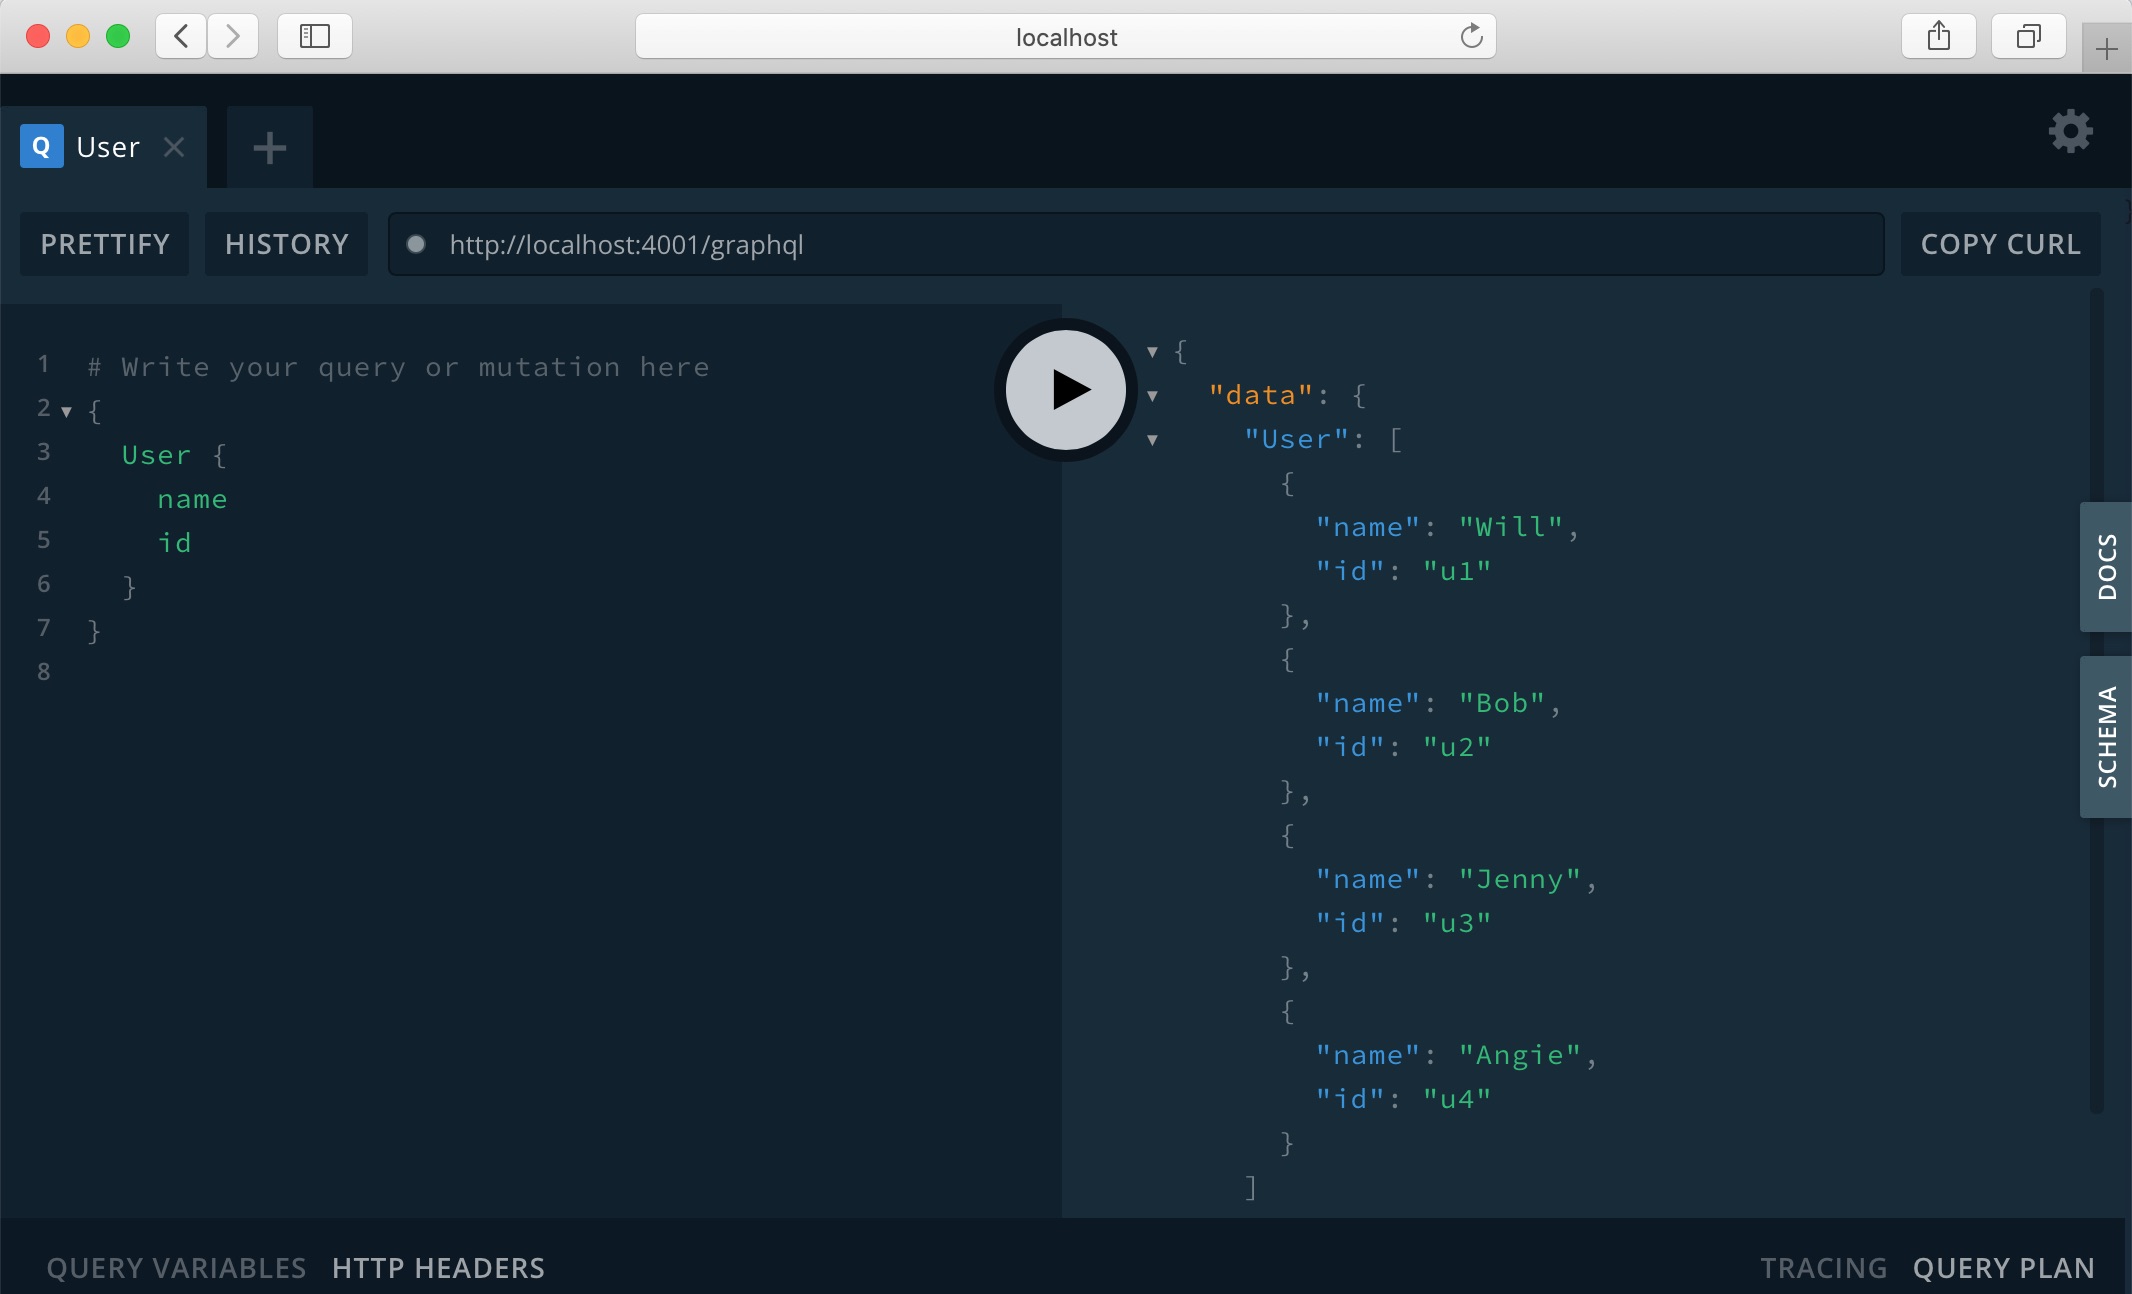 localhost
Q User
PRETTIFY HISTORY http://localhost:4001/graphql COPY CURL
1 # Write your query or mutation here
2 {
3 User {
4 name
5 id
6 }
7 }
8
{
"data": {
"User": [
{
"name": "Will",
"id": "u1"
},
{
"name": "Bob",
"id": "u2"
},
{
"name": "Jenny",
"id": "u3"
},
{
"name": "Angie",
"id": "u4"
}
]
DOCS
SCHEMA
QUERY VARIABLES HTTP HEADERS TRACING QUERY PLAN